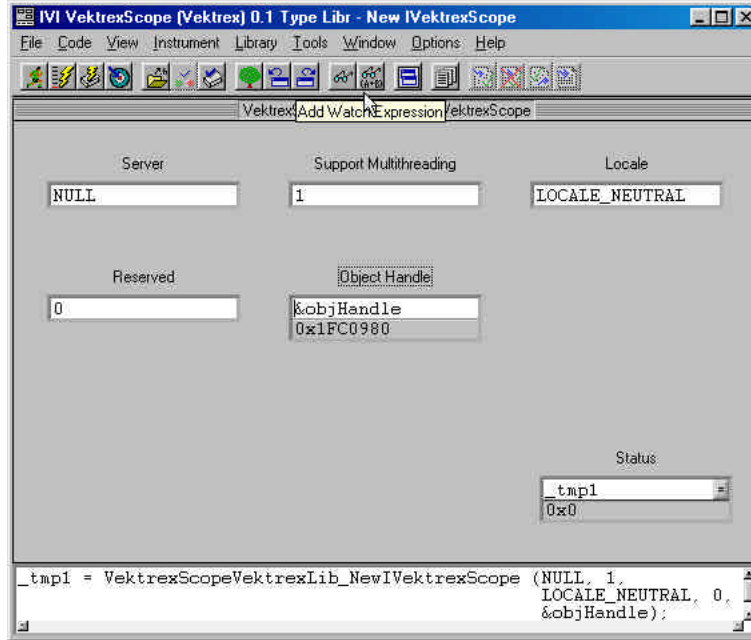 IVI VektrexScope (Vektrex) 0.1 Type Libr - New IVektrexScope
File Code View Instrument Library Tools Window Options Help
Vektrex Add Watch Expression VektrexScope
Server Support Multithreading Locale
NULL 1 LOCALE_NEUTRAL
Reserved Object Handle
0 &objHandle
0x1FC0980
Status
_tmp1
0x0
_tmp1 = VektrexScopeVektrexLib_NewIVektrexScope (NULL, 1,
LOCALE_NEUTRAL, 0,
&objHandle);